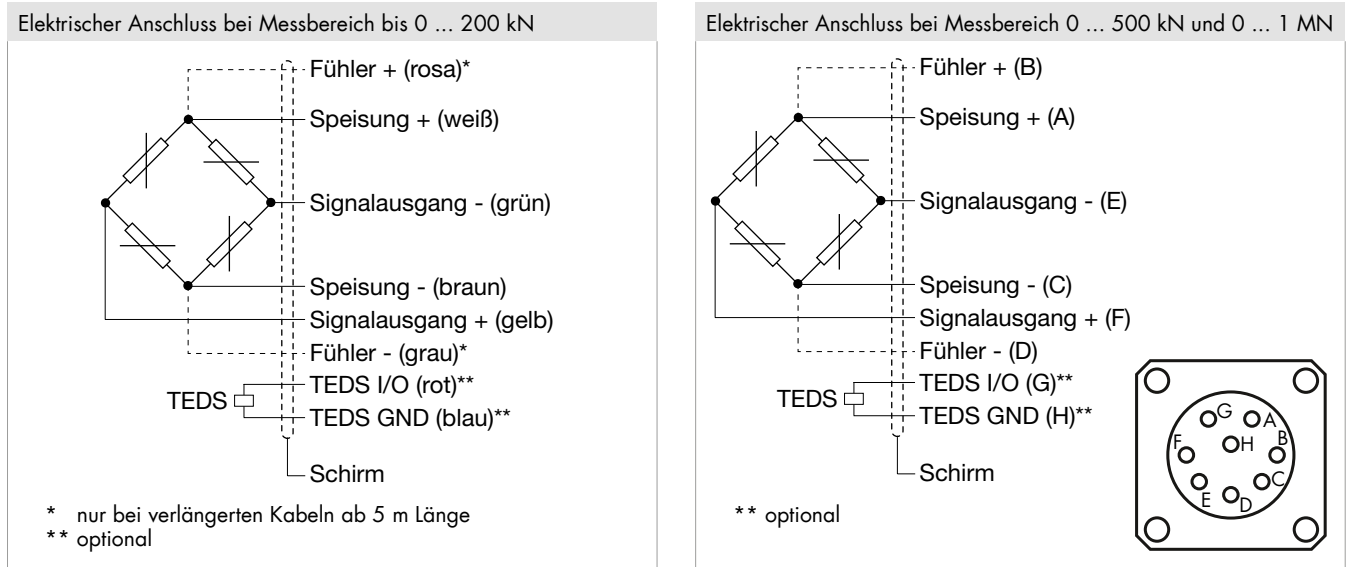 Elektrischer Anschluss bei Messbereich bis 0 ... 200 kN
Fühler + (rosa)*
Speisung + (weiß)
Signalausgang - (grün)
Speisung - (braun)
Signalausgang + (gelb)
Fühler - (grau)*
TEDS
TEDS I/O (rot)**
TEDS GND (blau)**
Schirm
* nur bei verlängerten Kabeln ab 5 m Länge
** optional
Elektrischer Anschluss bei Messbereich 0 ... 500 kN und 0 ... 1 MN
Fühler + (B)
Speisung + (A)
Signalausgang - (E)
Speisung - (C)
Signalausgang + (F)
Fühler - (D)
TEDS
TEDS I/O (G)**
TEDS GND (H)**
Schirm
** optional
G
A
F
H
B
C
E
D